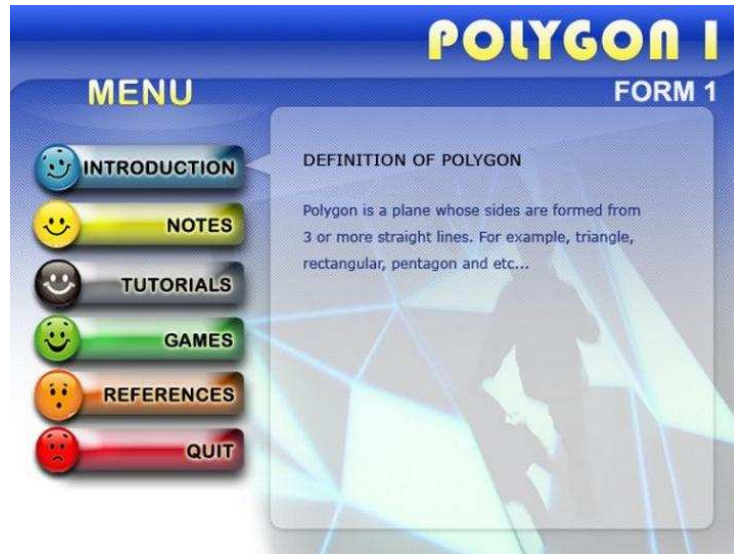 POLYGON I
MENU
FORM 1
INTRODUCTION
NOTES
TUTORIALS
GAMES
REFERENCES
QUIT
DEFINITION OF POLYGON
Polygon is a plane whose sides are formed from
3 or more straight lines. For example, triangle,
rectangular, pentagon and etc...